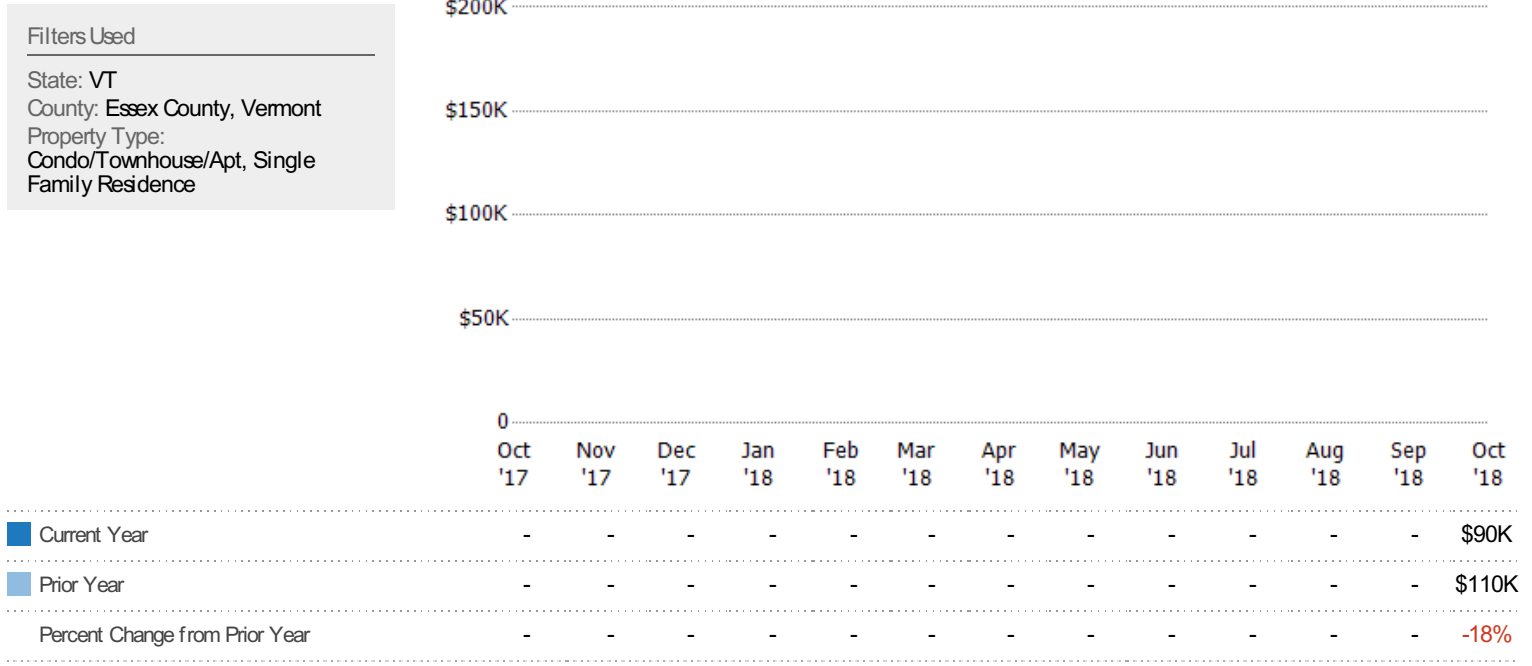 Filters Used
State: VT
County: Essex County, Vermont
Property Type:
Condo/Townhouse/Apt, Single
Family Residence
$200K
$150K
$100K
$50K
0
Oct Nov Dec Jan Feb Mar Apr May Jun Jul Aug Sep Oct
'17 '17 '17 '18 '18 '18 '18 '18 '18 '18 '18 '18 '18
Current Year - - - - - - - - - - - - $90K
Prior Year - - - - - - - - - - - - $110K
Percent Change from Prior Year - - - - - - - - - - - - -18%